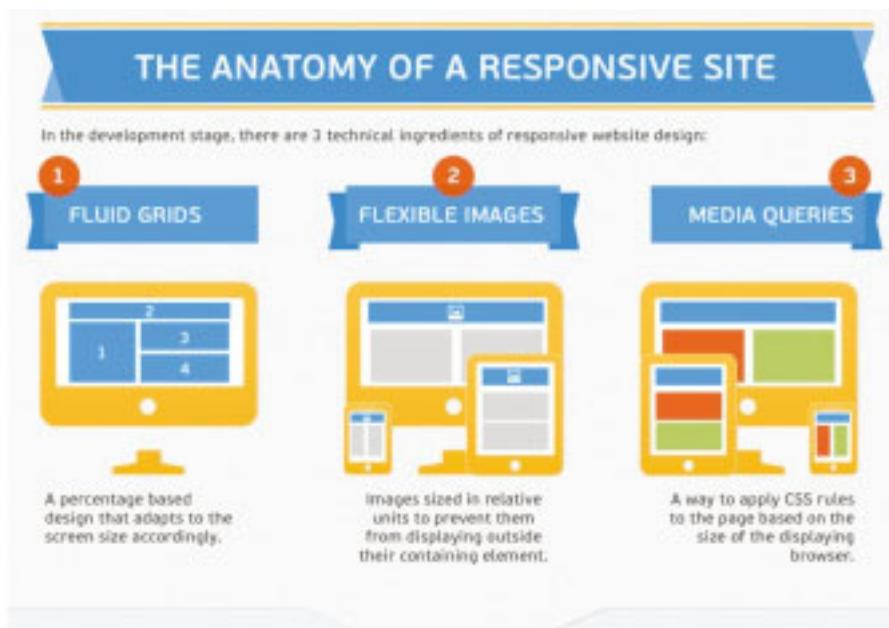 THE ANATOMY OF A RESPONSIVE SITE
In the development stage, there are 3 technical ingredients of responsive website design:
1
FLUID GRIDS
2
FLEXIBLE IMAGES
3
MEDIA QUERIES
2
1
3
4
A percentage based
design that adapts to the
screen size accordingly.
Images sized in relative
units to prevent them
from displaying outside
their containing element.
A way to apply CSS rules
to the page based on the
size of the displaying
browser.